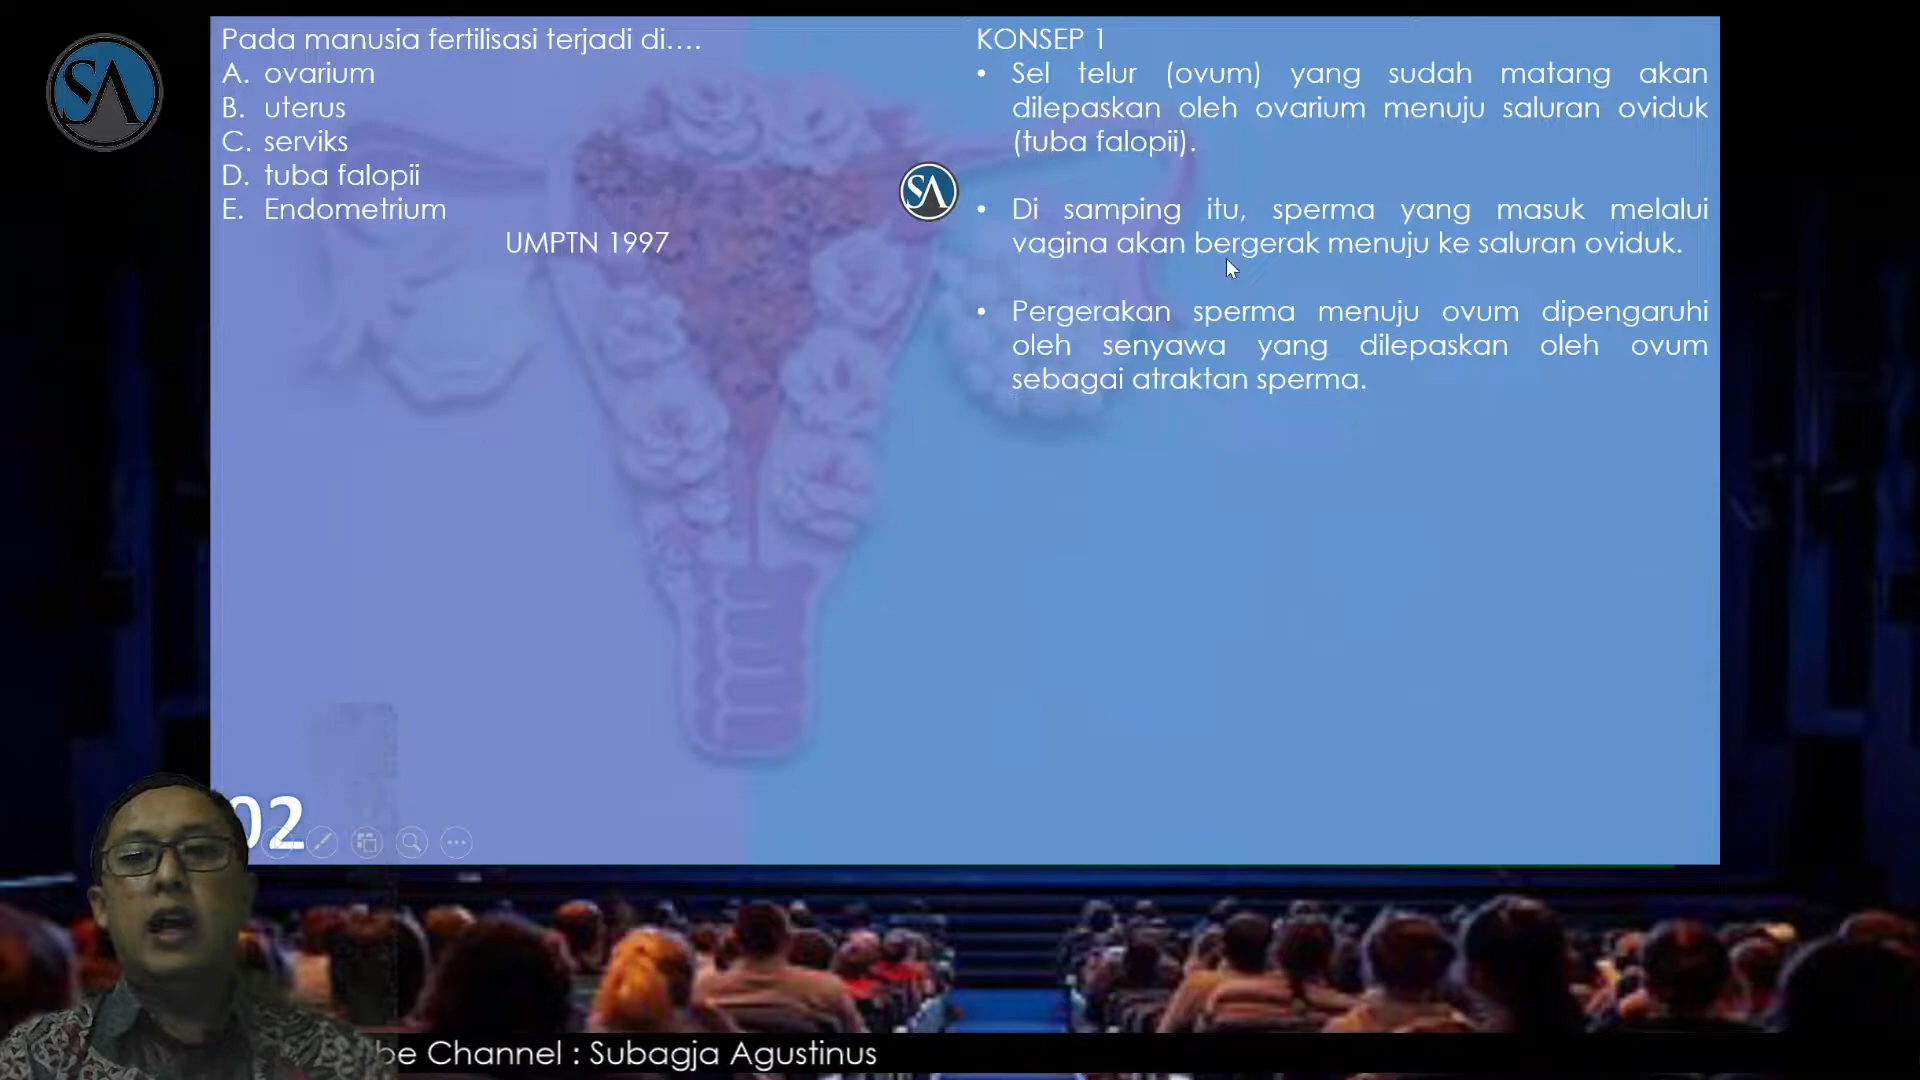 SA
Pada manusia fertilisasi terjadi di....
A. ovarium
B. uterus
C. serviks
D. tuba falopii
E. Endometrium
UMPTN 1997
SA
KONSEP 1
• Sel telur (ovum) yang sudah matang akan
dilepaskan oleh ovarium menuju saluran oviduk
(tuba falopii).
• Di samping itu, sperma yang masuk melalui
vagina akan bergerak menuju ke saluran oviduk.
• Pergerakan sperma menuju ovum dipengaruhi
oleh senyawa yang dilepaskan oleh ovum
sebagai atraktan sperma.
02
be Channel : Subagja Agustinus